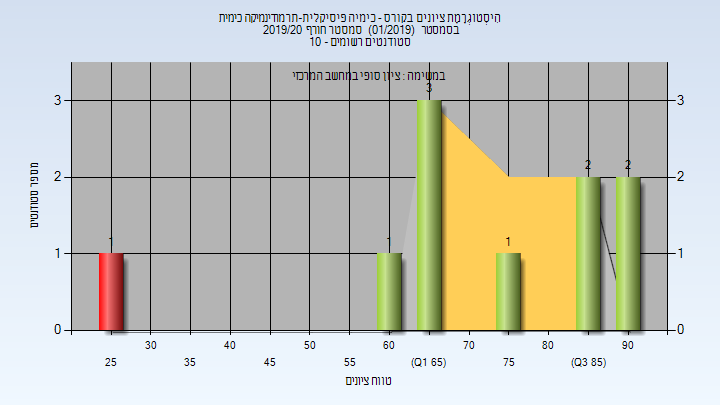 היסטוגרמת ציונים בקורס - כימיה פיסיקלית-תרמודינמיקה כימית
בסמסטר (01/2019) סמסטר חורף 2019/20
סטודנטים רשומים - 10
במשימה : ציון סופי במחשב המרכזי
3
3 3
מספר סטודנטים
2 2
2 2
1 1 1
1 1
0 0
30 40 50 60 70 80 90
25 35 45 55 (Q1 65) 75 (Q3 85)
טווח ציונים